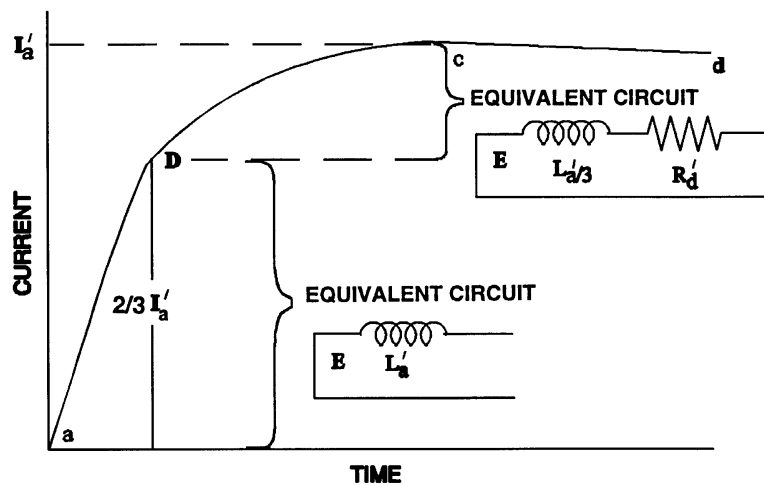 I′a
c
d
EQUIVALENT CIRCUIT
E
L′a/3
R′d
D
CURRENT
2/3 I′a
EQUIVALENT CIRCUIT
E
L′a
a
TIME